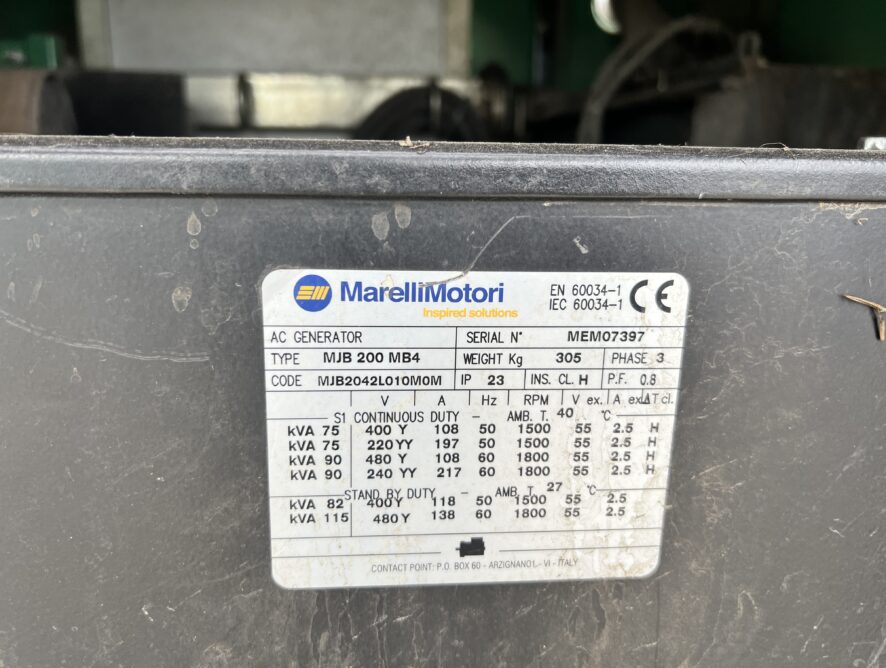 MarelliMotori
Inspired solutions
EN 60034-1
IEC 60034-1
CE
AC GENERATOR SERIAL N° MEM07397
TYPE MJB 200 MB4 WEIGHT Kg 305 PHASE 3
CODE MJB2042L010M0M IP 23 INS. CL. H P.F. 0.8
V A Hz RPM V ex. A ex. ΔT cl.
S1 CONTINUOUS DUTY - AMB. T. 40 °C
kVA 75 400 Y 108 50 1500 55 2.5 H
kVA 75 220 YY 197 50 1500 55 2.5 H
kVA 90 480 Y 108 60 1800 55 2.5 H
kVA 90 240 YY 217 60 1800 55 2.5 H
STAND BY DUTY - AMB. T. 27 °C
kVA 82 400 Y 118 50 1500 55 2.5
kVA 115 480 Y 138 60 1800 55 2.5
CONTACT POINT: P.O. BOX 60 - ARZIGNANO - VI - ITALY